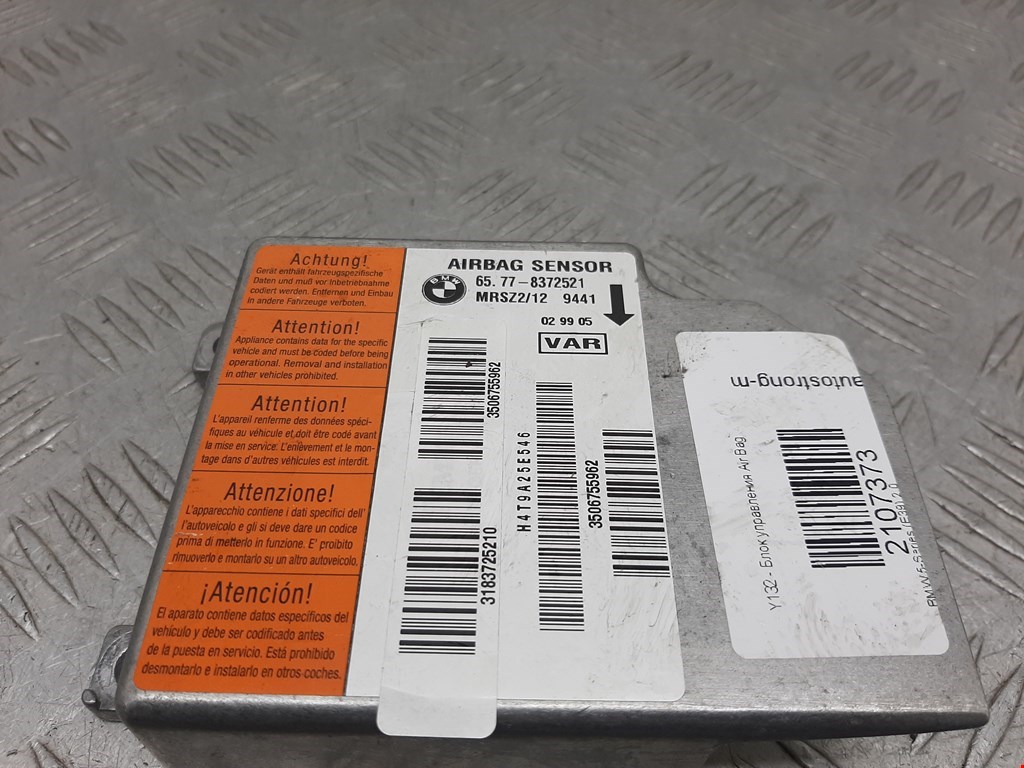 Achtung!
Gerät enthält fahrzeugspezifische
Daten und muß vor Inbetriebnahme
codiert werden. Entfernen und Einbau
in andere Fahrzeuge verboten.
Attention!
Appliance contains data for the specific
vehicle and must be coded before being
operational. Removal and installation
in other vehicles prohibited.
Attention!
L'appareil renferme des données spéci-
fiques au véhicule et doit être codé avant
la mise en service. L'enlèvement et le mon-
tage dans d'autres véhicules est interdit.
Attenzione!
L'apparecchio contiene i dati specifici dell'
l'autoveicolo e gli si deve dare un codice
prima di metterlo in funzione. E' proibito
rimuoverlo e montarlo su un altro autoveicolo.
¡Atención!
El aparato contiene datos específicos del
vehículo y debe ser codificado antes
de la puesta en servicio. Está prohibido
desmontarlo e instalarlo en otros coches.
AIRBAG SENSOR
BMW
65.77-8372521
MRSZ2/12 9441
02 99 05
VAR
3506755962
3183725210
H4T9A25E546
3506755962
autostrong-m
Y132 - Блок управления Air Bag
2107373
BMW 5-Series (E39) 2.0